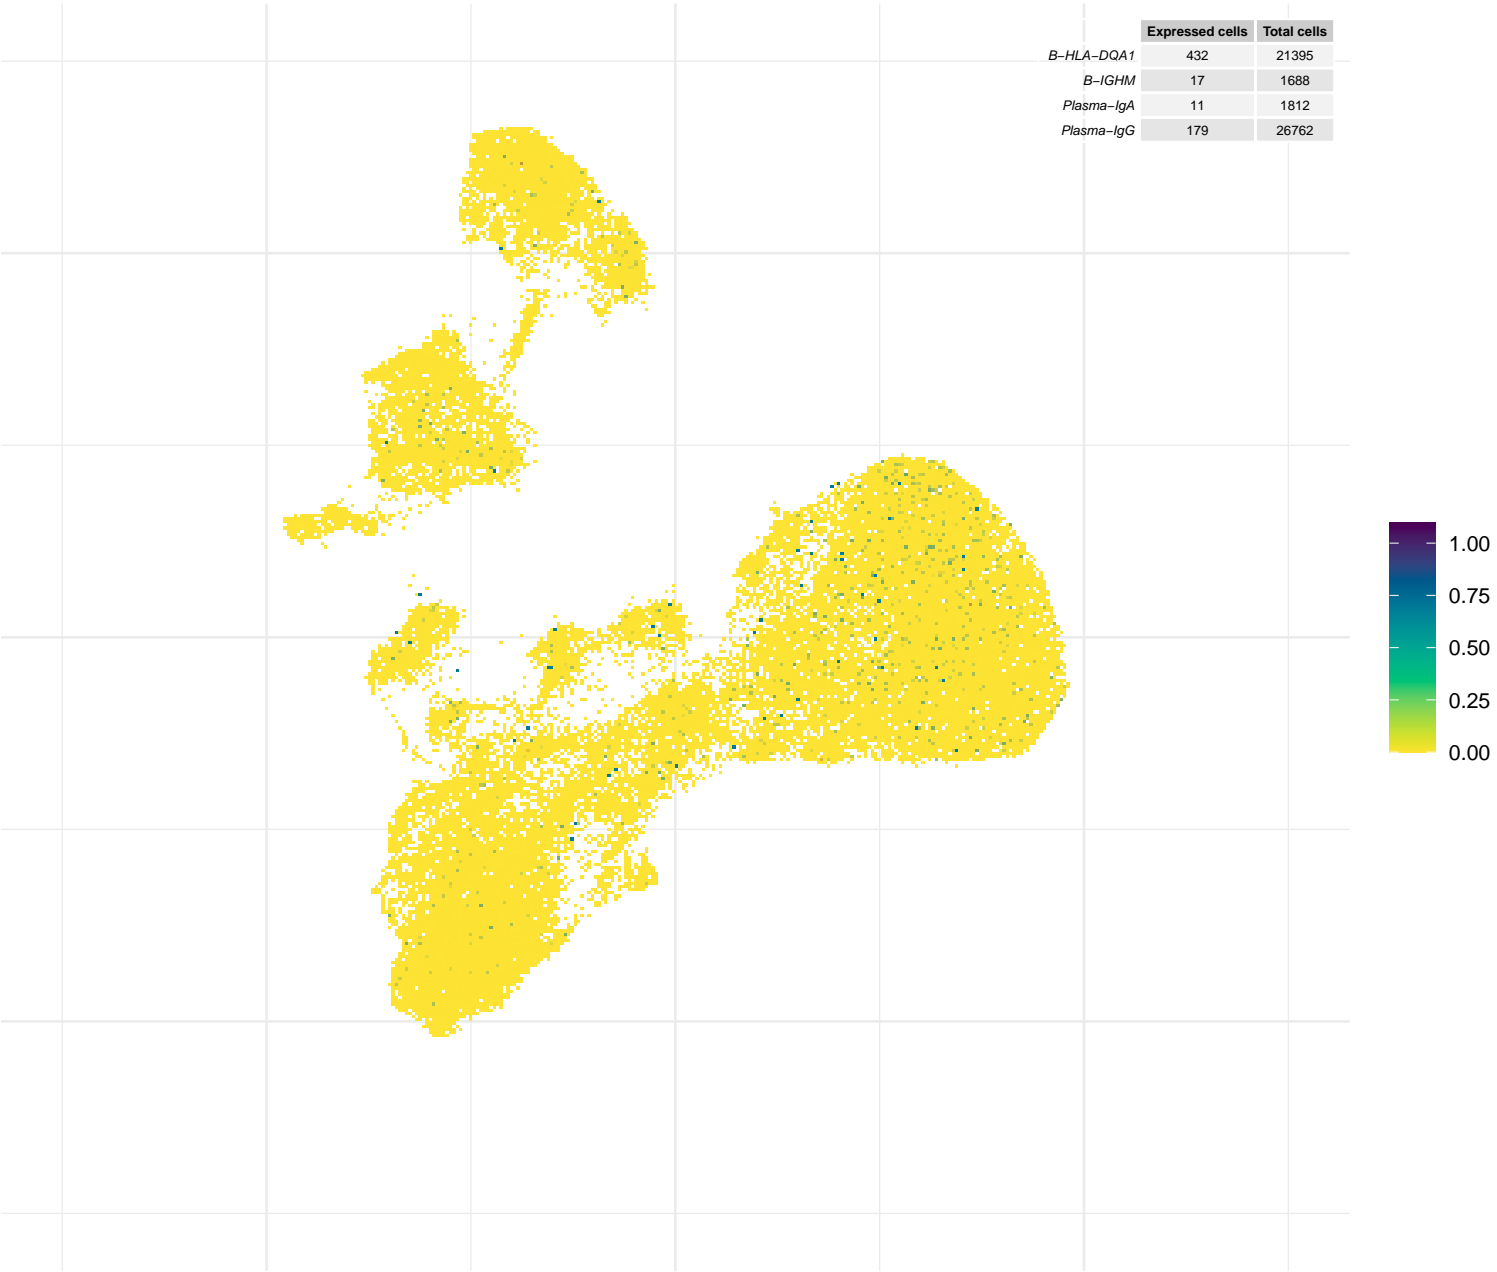 Expressed cells Total cells
B−HLA−DQA1 432 21395
B−IGHM 17 1688
Plasma−IgA 11 1812
Plasma−IgG 179 26762
1.00
0.75
0.50
0.25
0.00